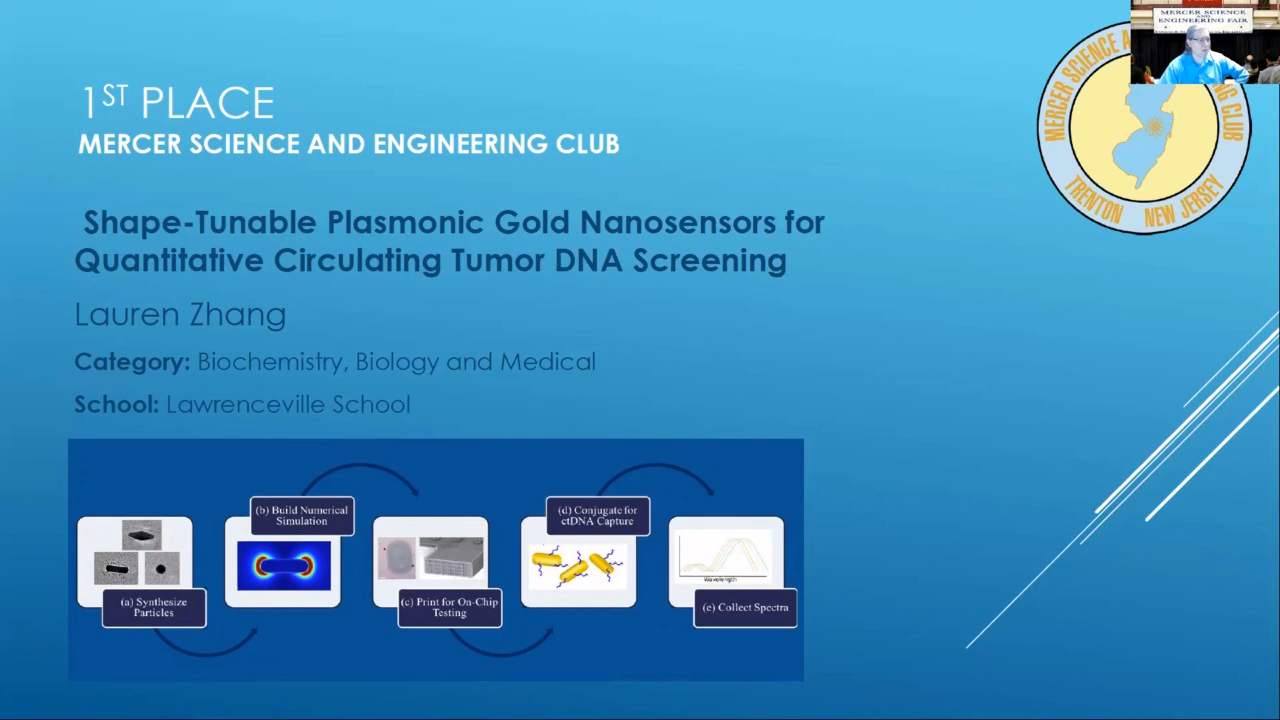 MERCER SCIENCE
AND
ENGINEERING FAIR
1ST PLACE
MERCER SCIENCE AND ENGINEERING CLUB
MERCER SCIENCE A
NG CLUB
TRENTON NEW JERSEY
Shape-Tunable Plasmonic Gold Nanosensors for
Quantitative Circulating Tumor DNA Screening
Lauren Zhang
Category: Biochemistry, Biology and Medical
School: Lawrenceville School
(a) Synthesize
Particles
(b) Build Numerical
Simulation
(c) Print for On-Chip
Testing
(d) Conjugate for
ctDNA Capture
Wavelength
(e) Collect Spectra